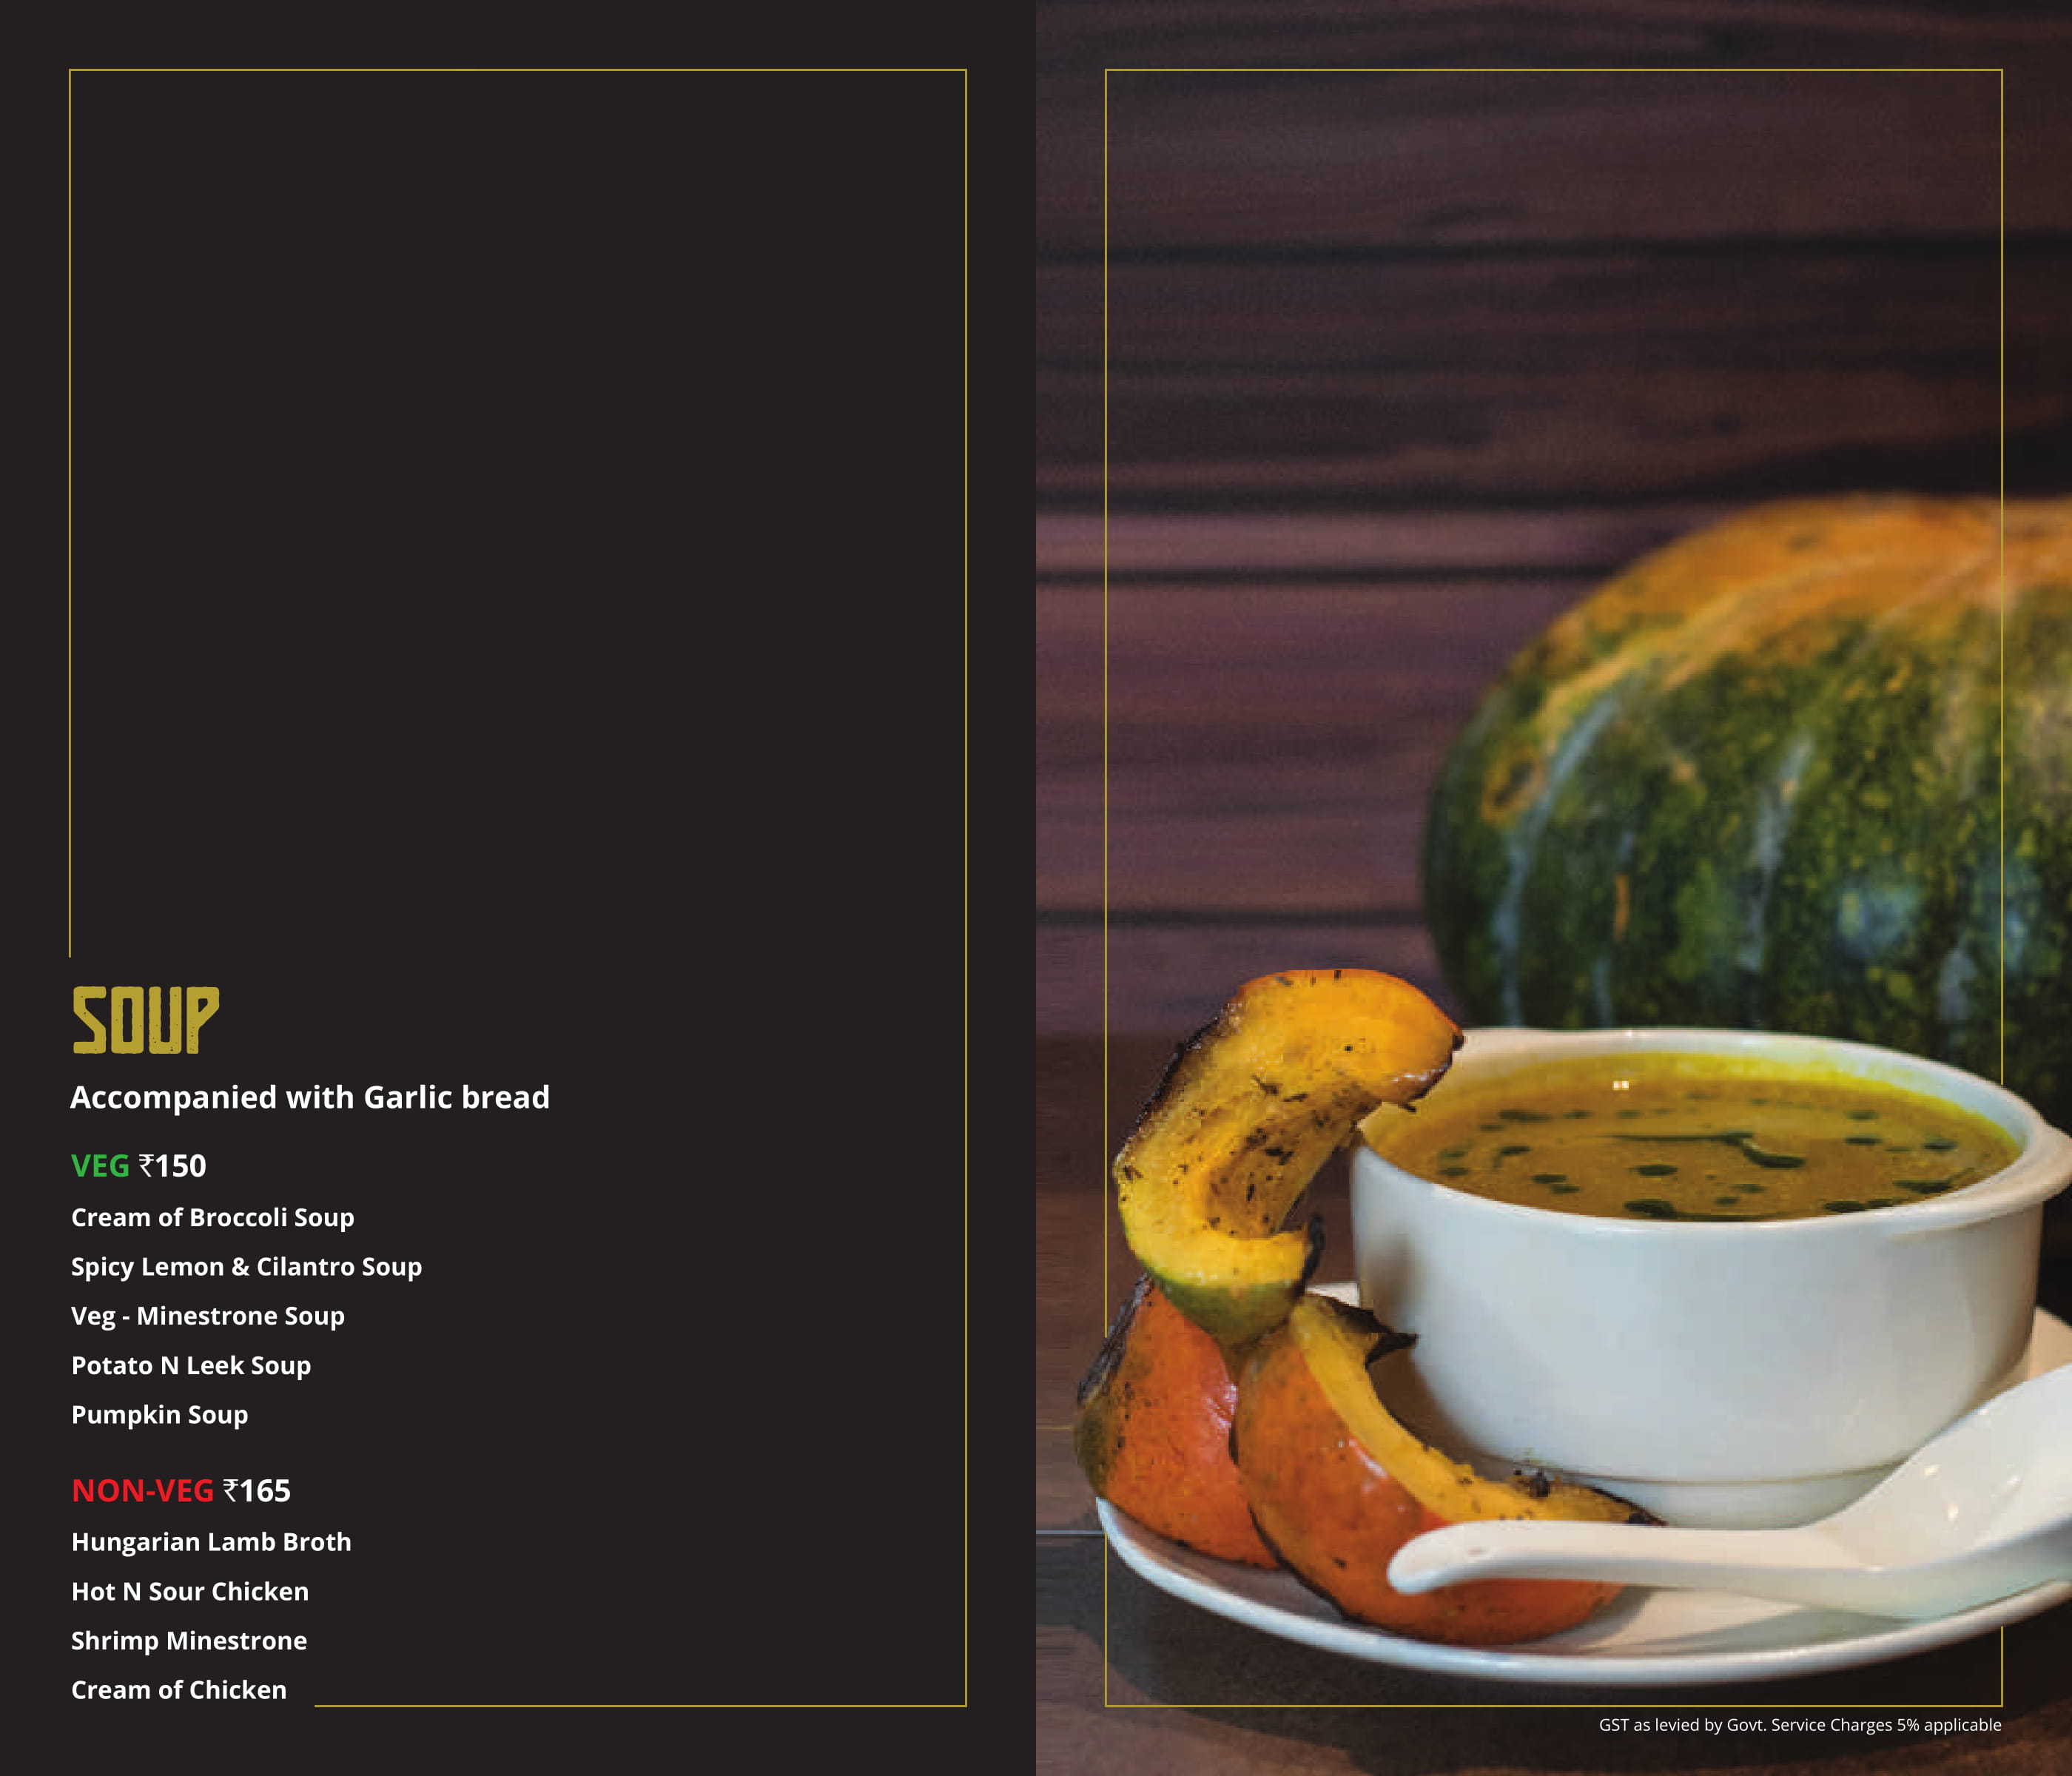 SOUP
Accompanied with Garlic bread
VEG ₹150
Cream of Broccoli Soup
Spicy Lemon & Cilantro Soup
Veg - Minestrone Soup
Potato N Leek Soup
Pumpkin Soup
NON-VEG ₹165
Hungarian Lamb Broth
Hot N Sour Chicken
Shrimp Minestrone
Cream of Chicken
GST as levied by Govt. Service Charges 5% applicable